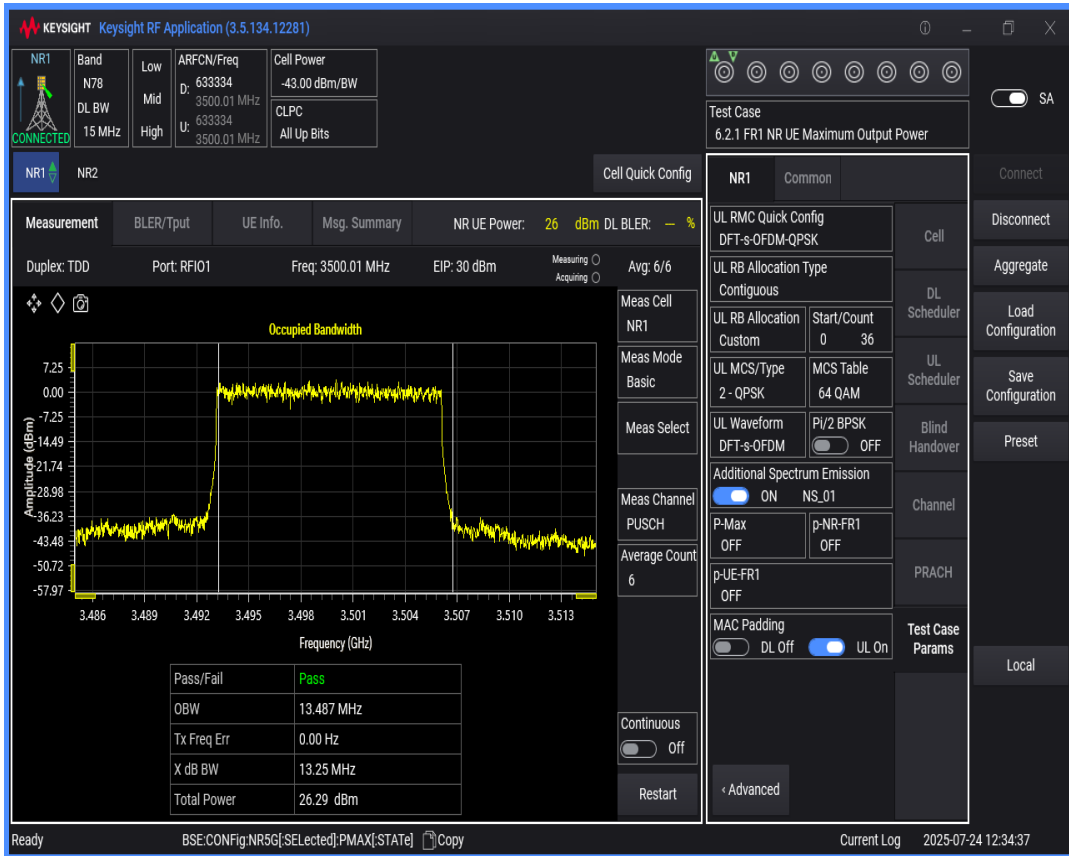 KEYSIGHT Keysight RF Application (3.5.134.12281)
NR1
CONNECTED
Band
N78
DL BW
15 MHz
Low
Mid
High
ARFCN/Freq
D: 633334
3500.01 MHz
U: 633334
3500.01 MHz
Cell Power
-43.00 dBm/BW
CLPC
All Up Bits
Test Case
6.2.1 FR1 NR UE Maximum Output Power
SA
NR1
NR2
Cell Quick Config
Measurement BLER/Tput UE Info. Msg. Summary NR UE Power: 26 dBm DL BLER: — %
Duplex: TDD Port: RFIO1 Freq: 3500.01 MHz EIP: 30 dBm Measuring Acquiring Avg: 6/6
Occupied Bandwidth
Amplitude (dBm)
7.25
0.00
-7.25
-14.49
-21.74
-28.98
-36.23
-43.48
-50.72
-57.97
3.486 3.489 3.492 3.495 3.498 3.501 3.504 3.507 3.510 3.513
Frequency (GHz)
Pass/Fail Pass
OBW 13.487 MHz
Tx Freq Err 0.00 Hz
X dB BW 13.25 MHz
Total Power 26.29 dBm
Meas Cell
NR1
Meas Mode
Basic
Meas Select
Meas Channel
PUSCH
Average Count
6
Continuous
Off
Restart
NR1 Common
UL RMC Quick Config
DFT-s-OFDM-QPSK
UL RB Allocation Type
Contiguous
UL RB Allocation
Custom
Start/Count
0 36
UL MCS/Type
2 - QPSK
MCS Table
64 QAM
UL Waveform
DFT-s-OFDM
Pi/2 BPSK
OFF
Additional Spectrum Emission
ON NS_01
P-Max
OFF
p-NR-FR1
OFF
p-UE-FR1
OFF
MAC Padding
DL Off UL On
‹ Advanced
Cell
DL
Scheduler
UL
Scheduler
Blind
Handover
Channel
PRACH
Test Case
Params
Connect
Disconnect
Aggregate
Load
Configuration
Save
Configuration
Preset
Local
Ready BSE:CONFig:NR5G[:SELected]:PMAX[:STATe] Copy Current Log 2025-07-24 12:34:37